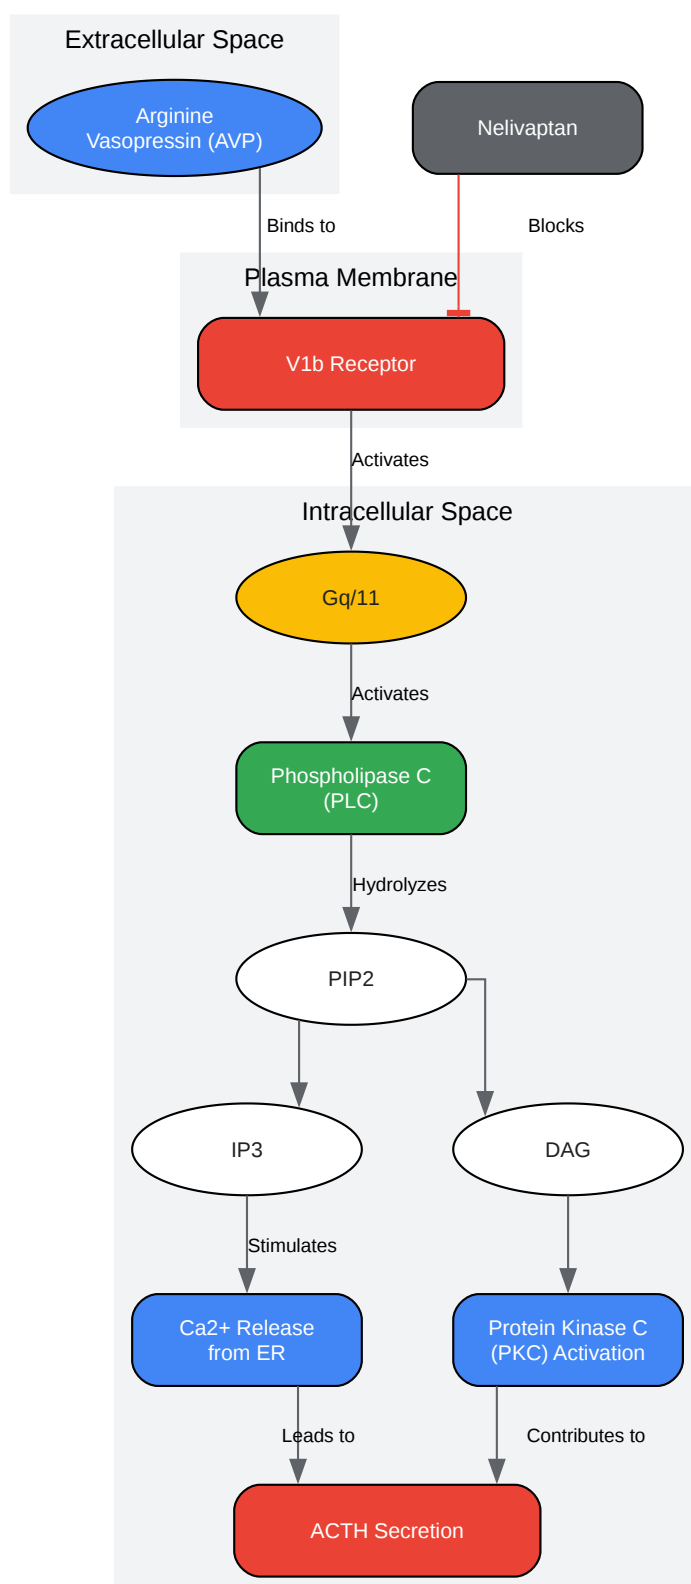 Extracellular Space
Arginine
Vasopressin (AVP)
Nelivaptan
Binds to
Blocks
Plasma Membrane
V1b Receptor
Activates
Intracellular Space
Gq/11
Activates
Phospholipase C
(PLC)
Hydrolyzes
PIP2
IP3
DAG
Stimulates
Ca2+ Release
from ER
Protein Kinase C
(PKC) Activation
Leads to
Contributes to
ACTH Secretion